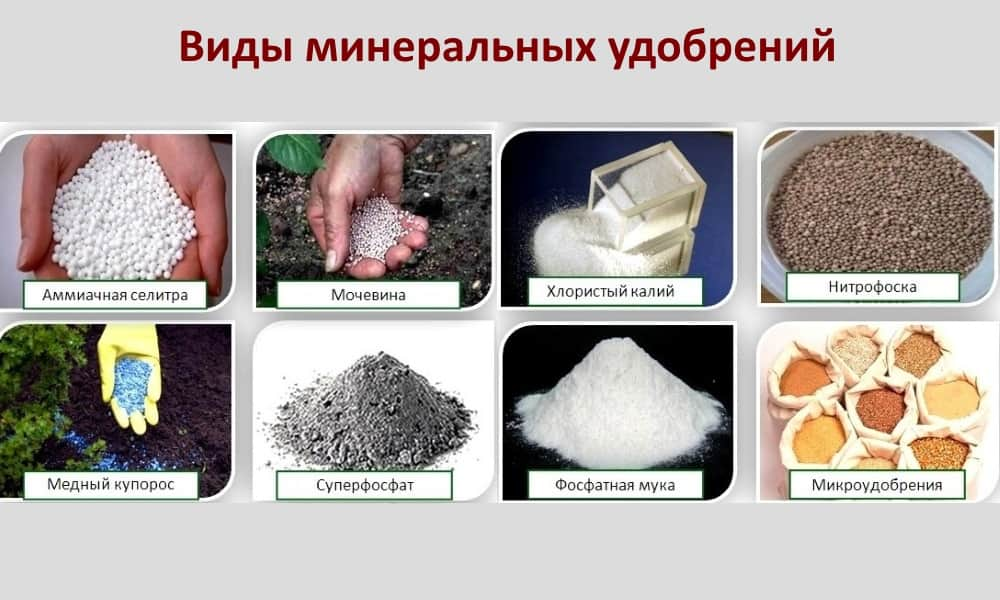 Виды минеральных удобрений
Аммиачная селитра
Мочевина
Хлористый калий
Нитрофоска
Медный купорос
Суперфосфат
Фосфатная мука
Микроудобрения